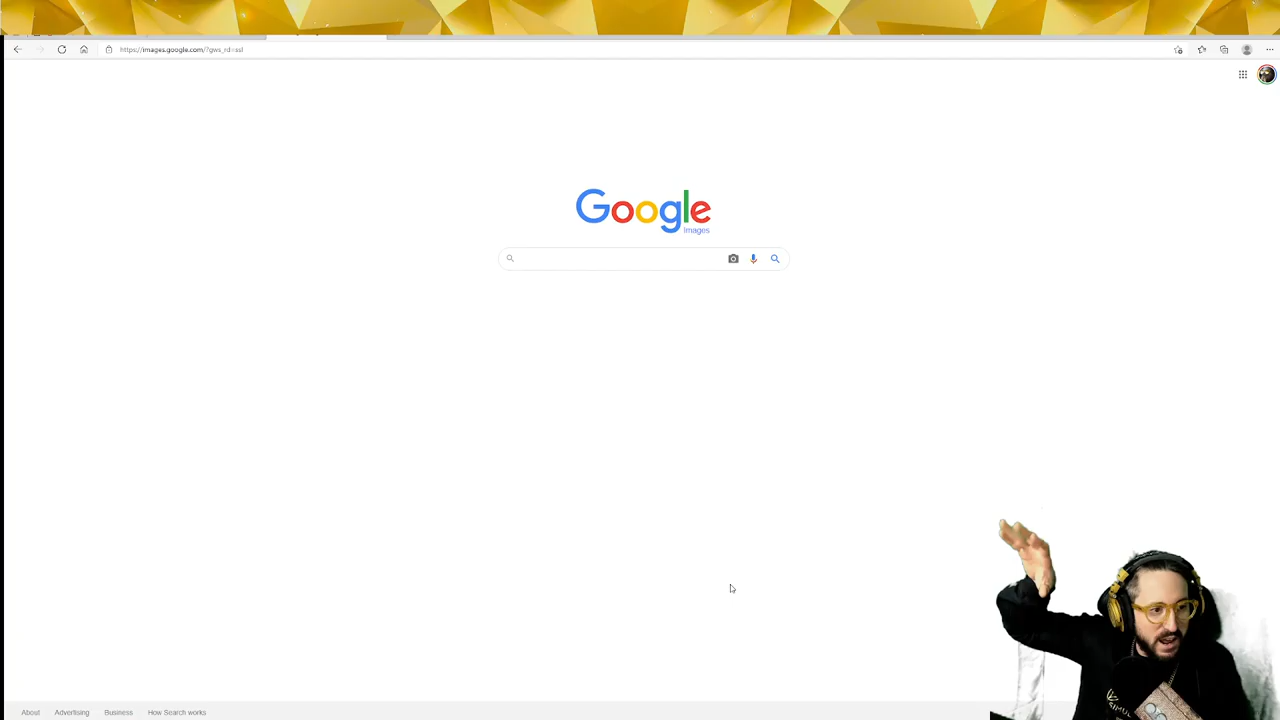 https://images.google.com/?gws_rd=ssl
Google
Images
About Advertising Business How Search works